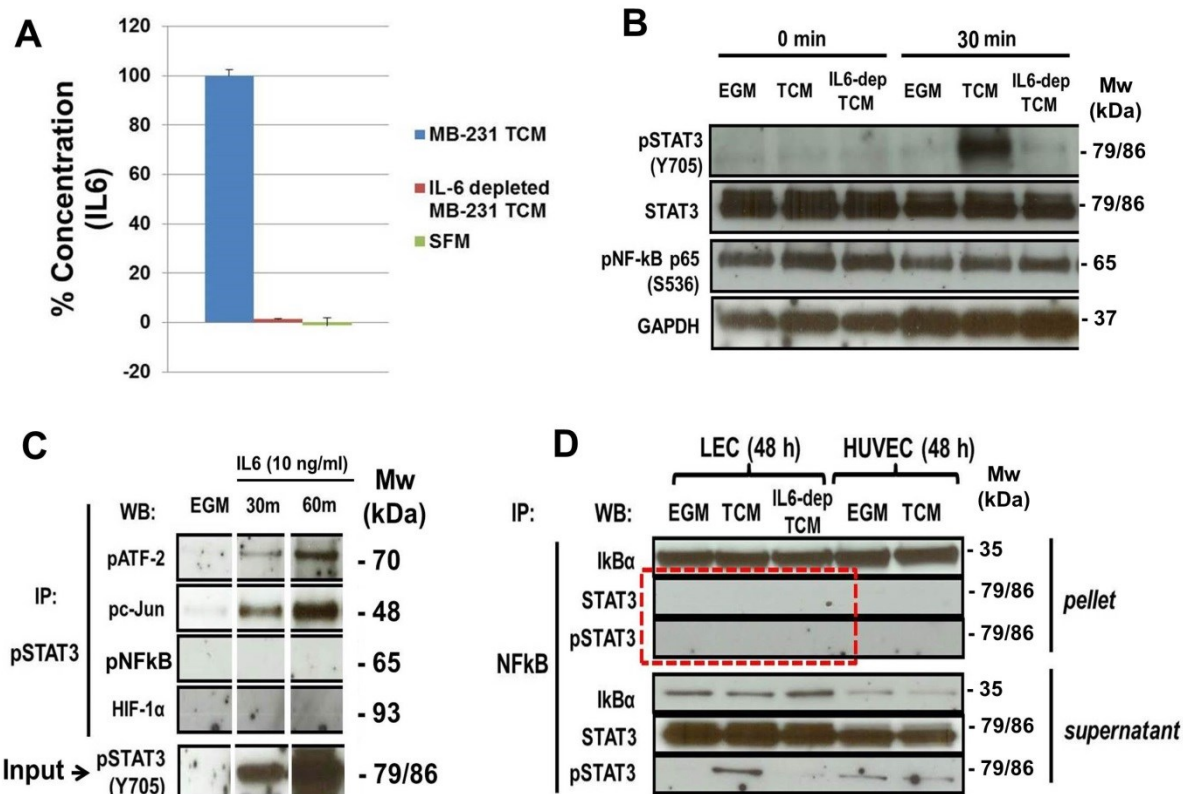 A
% Concentration
(IL6)
120
100
80
60
40
20
0
-20
MB-231 TCM
IL-6 depleted
MB-231 TCM
SFM
B
0 min 30 min
EGM TCM IL6-dep TCM EGM TCM IL6-dep TCM Mw (kDa)
pSTAT3 (Y705) - 79/86
STAT3 - 79/86
pNF-kB p65 (S536) - 65
GAPDH - 37
C
IL6 (10 ng/ml) Mw (kDa)
WB: EGM 30m 60m
IP:
pSTAT3
pATF-2 - 70
pc-Jun - 48
pNFkB - 65
HIF-1α - 93
Input → pSTAT3 (Y705) - 79/86
D
LEC (48 h) HUVEC (48 h) Mw (kDa)
IP: WB: EGM TCM IL6-dep TCM EGM TCM
NFkB
IkBα - 35
STAT3 - 79/86
pSTAT3 - 79/86
pellet
IkBα - 35
STAT3 - 79/86
pSTAT3 - 79/86
supernatant